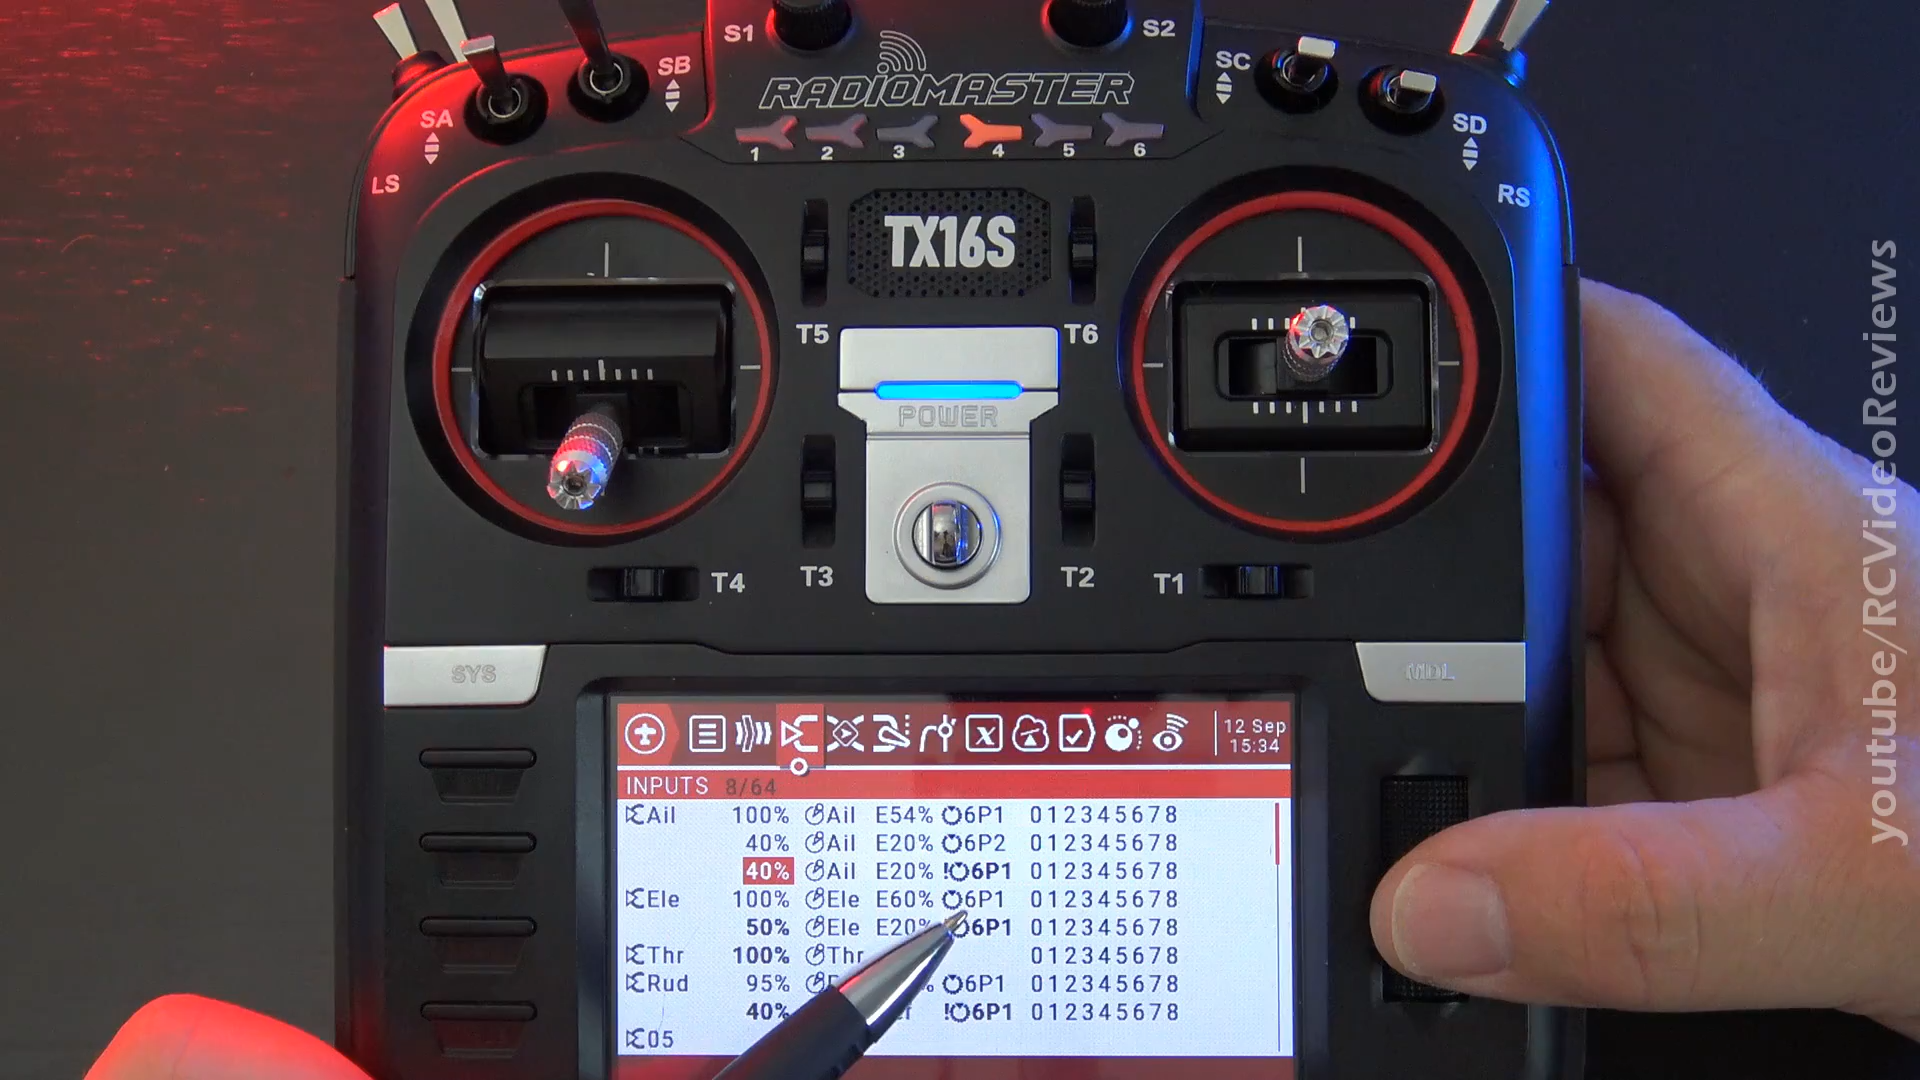 S1
S2
SB
SC
RADIOMASTER
SA
SD
1 2 3 4 5 6
LS
RS
TX16S
T5
T6
POWER
T4
T3
T2
T1
SYS
MDL
12 Sep
15:34
INPUTS 8/64
Ail 100% Ail E54% 6P1 012345678
40% Ail E20% 6P2 012345678
40% Ail E20% !6P1 012345678
Ele 100% Ele E60% 6P1 012345678
50% Ele E20% 6P1 012345678
Thr 100% Thr 012345678
Rud 95% % 6P1 012345678
40% !6P1 012345678
05
youtube/RCVideoReviews